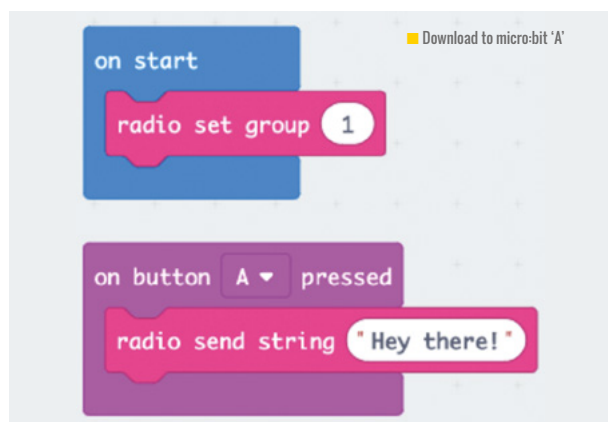 Download to micro:bit ‘A’
on start
radio set group 1
on button A pressed
radio send string "Hey there!"